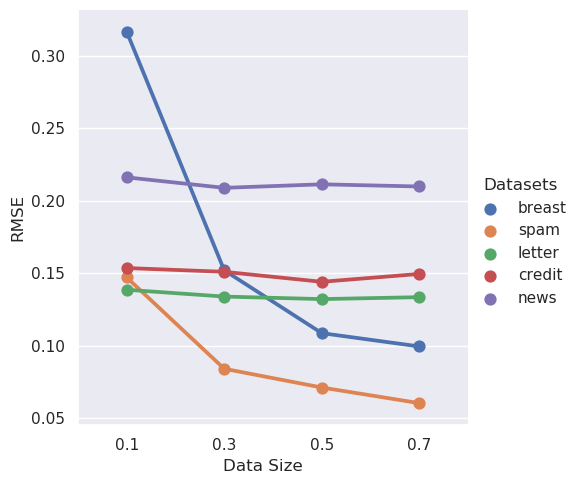 0.30
0.25
0.20
0.15
0.10
0.05
RMSE
0.1 0.3 0.5 0.7
Data Size
Datasets
breast
spam
letter
credit
news